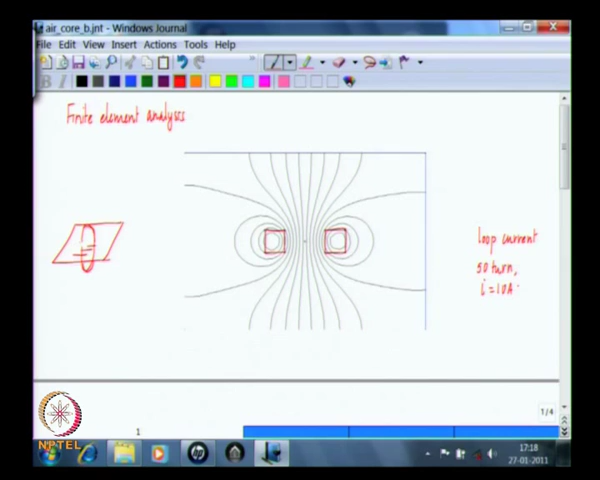 air_core_b.jnt - Windows Journal
File Edit View Insert Actions Tools Help
B I
Finite element analyses
loop current
50 turn,
i = 10A.
1/4
1
NPTEL
17:18
27-01-2011